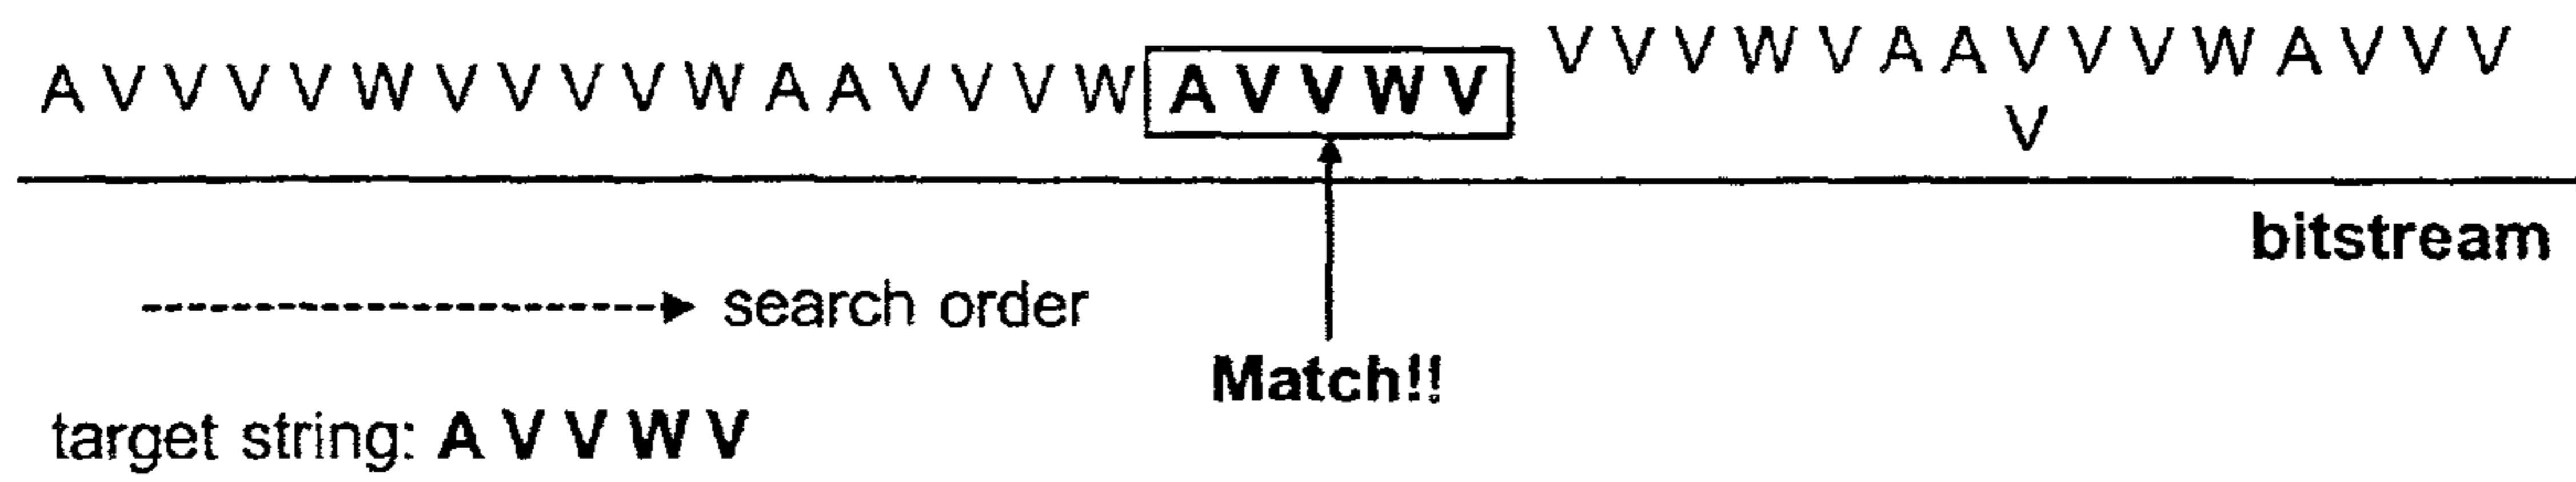 A V V V V W V V V V W A A V V V W A V V W V V V V W V A A V V V W A V V V
V
bitstream
search order
Match!!
target string: A V V W V